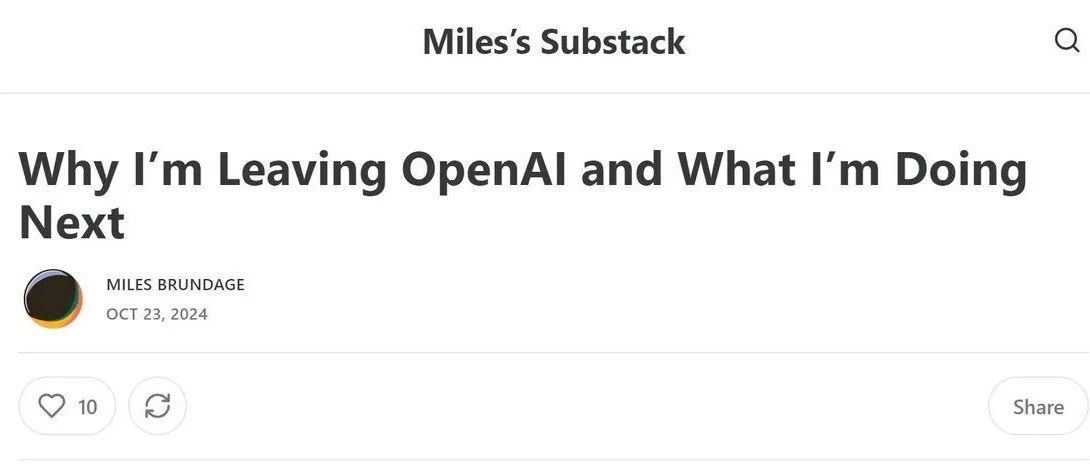 Miles’s Substack
Why I’m Leaving OpenAI and What I’m Doing
Next
MILES BRUNDAGE
OCT 23, 2024
10
Share